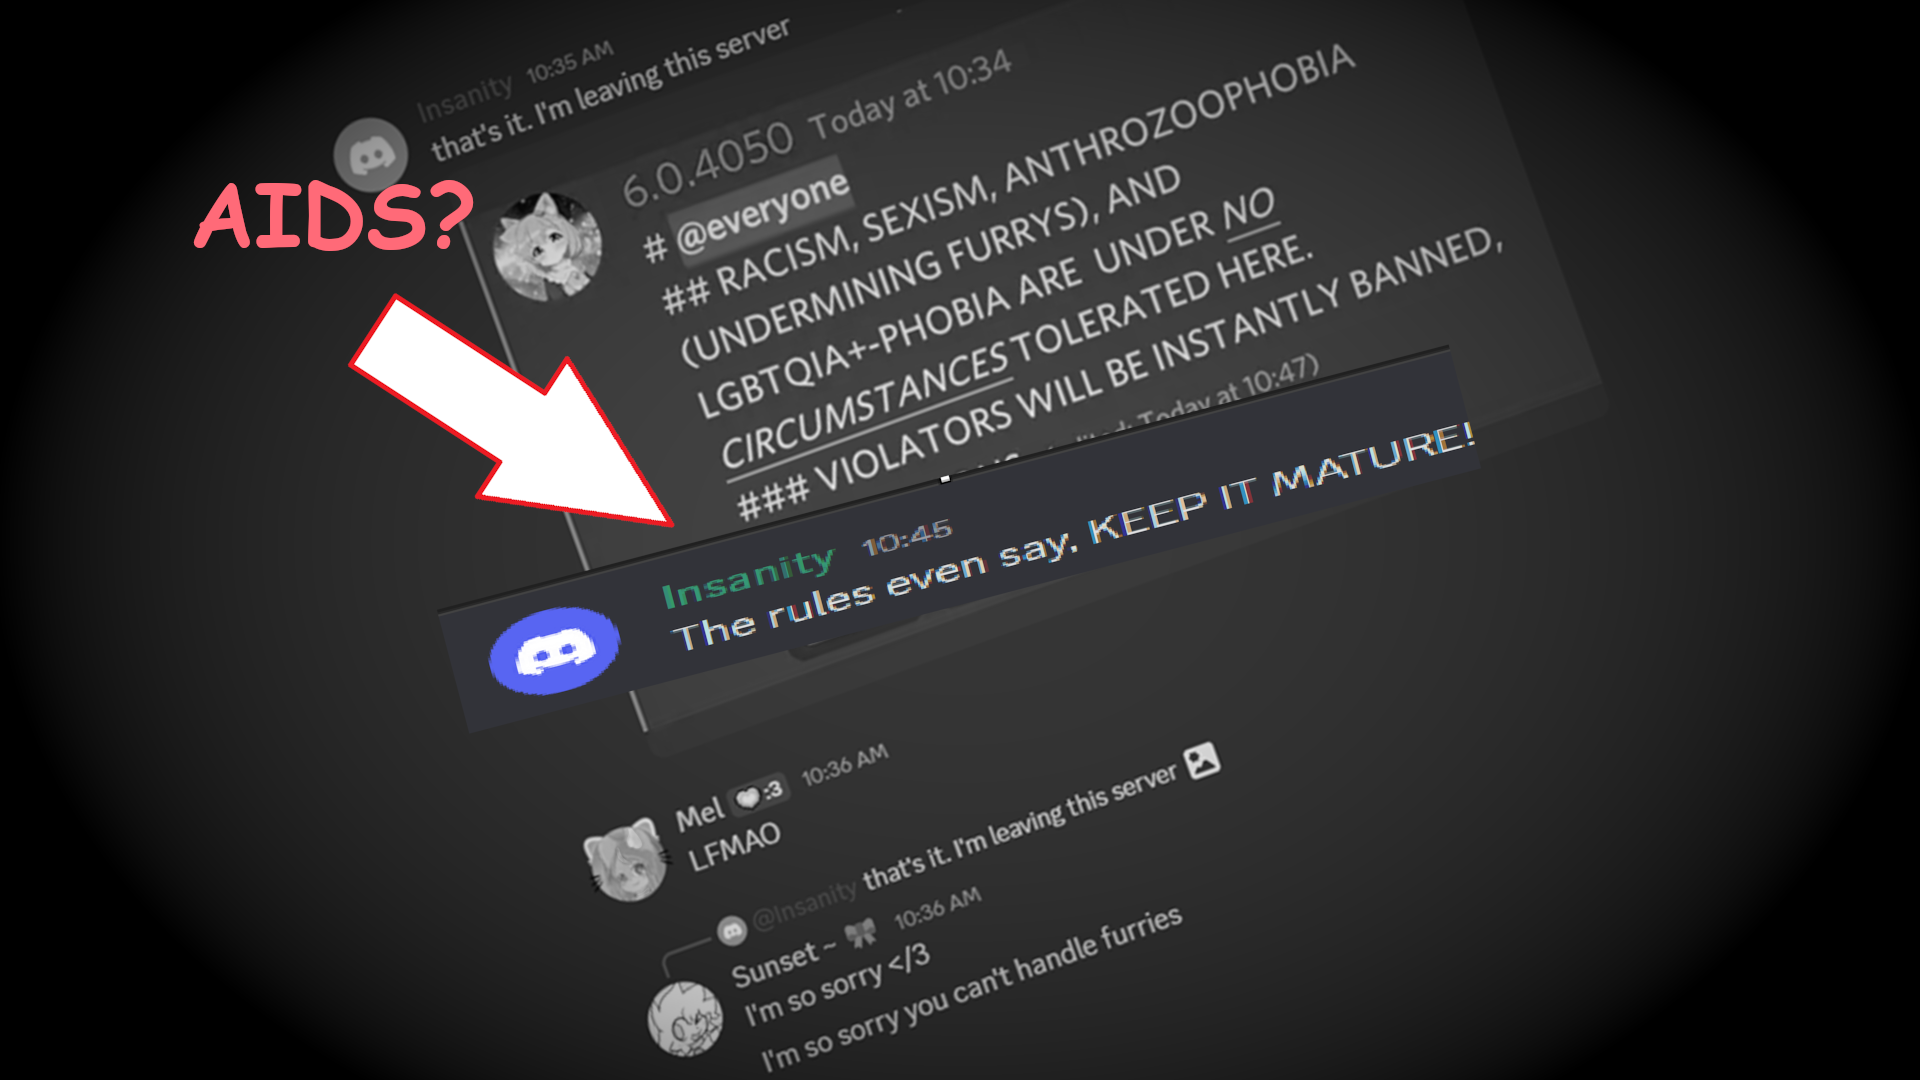 Insanity 10:35 AM
that's it. I'm leaving this server
AIDS?
6.0.4050 Today at 10:34
# @everyone
## RACISM, SEXISM, ANTHROZOOPHOBIA
(UNDERMINING FURRYS), AND
LGBTQIA+-PHOBIA ARE UNDER NO
CIRCUMSTANCES TOLERATED HERE.
### VIOLATORS WILL BE INSTANTLY BANNED,
Today at 10:47)
Insanity 10:45
The rules even say. KEEP IT MATURE!
Mel :3 10:36 AM
LFMAO
@Insanity that's it. I'm leaving this server
Sunset ~ 10:36 AM
I'm so sorry </3
I'm so sorry you can't handle furries